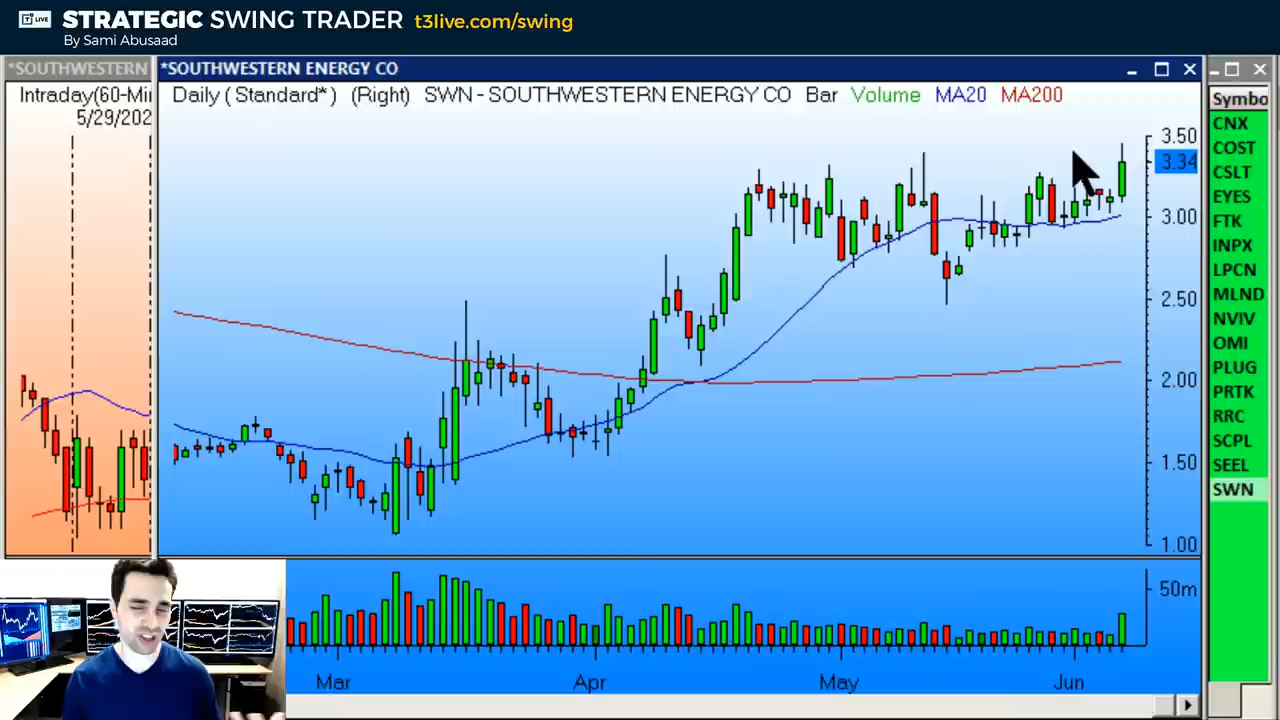 T3 LIVE STRATEGIC SWING TRADER t3live.com/swing
By Sami Abusaad
*SOUTHWESTERN
*SOUTHWESTERN ENERGY CO
Intraday(60-Mi
5/29/202
Daily (Standard*) (Right) SWN - SOUTHWESTERN ENERGY CO Bar Volume MA20 MA200
3.50
3.34
3.00
2.50
2.00
1.50
1.00
50m
Mar Apr May Jun
Symbo
CNX
COST
CSLT
EYES
FTK
INPX
LPCN
MLND
NVIV
OMI
PLUG
PRTK
RRC
SCPL
SEEL
SWN